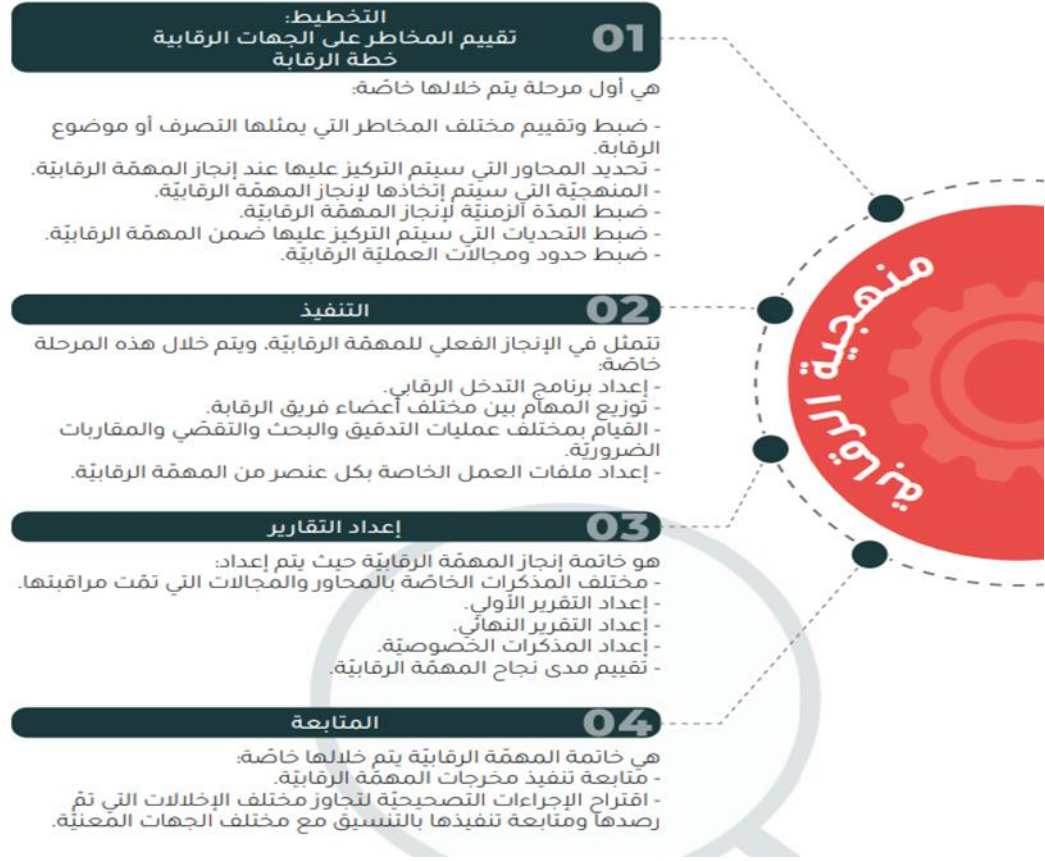 التخطيط:
01
تقييم المخاطر على الجهات الرقابية
خطة الرقابة
هي أول مرحلة يتم خلالها خاصّة:
- ضبط وتقييم مختلف المخاطر التي يمثلها التصرف أو موضوع
الرقابة.
- تحديد المحاور التي سيتم التركيز عليها عند إنجاز المهمّة الرقابيّة.
- المنهجيّة التي سيتم إتخاذها لإنجاز المهمّة الرقابيّة.
- ضبط المدّة الزمنيّة لإنجاز المهمّة الرقابيّة.
- ضبط التحديات التي سيتم التركيز عليها ضمن المهمّة الرقابيّة.
- ضبط حدود ومجالات العمليّة الرقابيّة.
02
التنفيذ
تتمثل في الإنجاز الفعلي للمهمّة الرقابيّة، ويتم خلال هذه المرحلة
خاصّة:
- إعداد برنامج التدخل الرقابي.
- توزيع المهام بين مختلف أعضاء فريق الرقابة.
- القيام بمختلف عمليات التدقيق والبحث والتقصّي والمقاربات
الضروريّة.
- إعداد ملفات العمل الخاصة بكل عنصر من المهمّة الرقابيّة.
03
إعداد التقارير
هو خاتمة إنجاز المهمّة الرقابيّة حيث يتم إعداد:
- مختلف المذكرات الخاصّة بالمحاور والمجالات التي تمّت مراقبتها.
- إعداد التقرير الأولي.
- إعداد التقرير النهائي.
- إعداد المذكرات الخصوصيّة.
- تقييم مدى نجاح المهمّة الرقابيّة.
04
المتابعة
هي خاتمة المهمّة الرقابيّة يتم خلالها خاصّة:
- متابعة تنفيذ مخرجات المهمّة الرقابيّة.
- اقتراح الإجراءات التصحيحيّة لتجاوز مختلف الإخلالات التي تمّ
رصدها ومتابعة تنفيذها بالتنسيق مع مختلف الجهات المعنيّة.
منهجية الرقابة